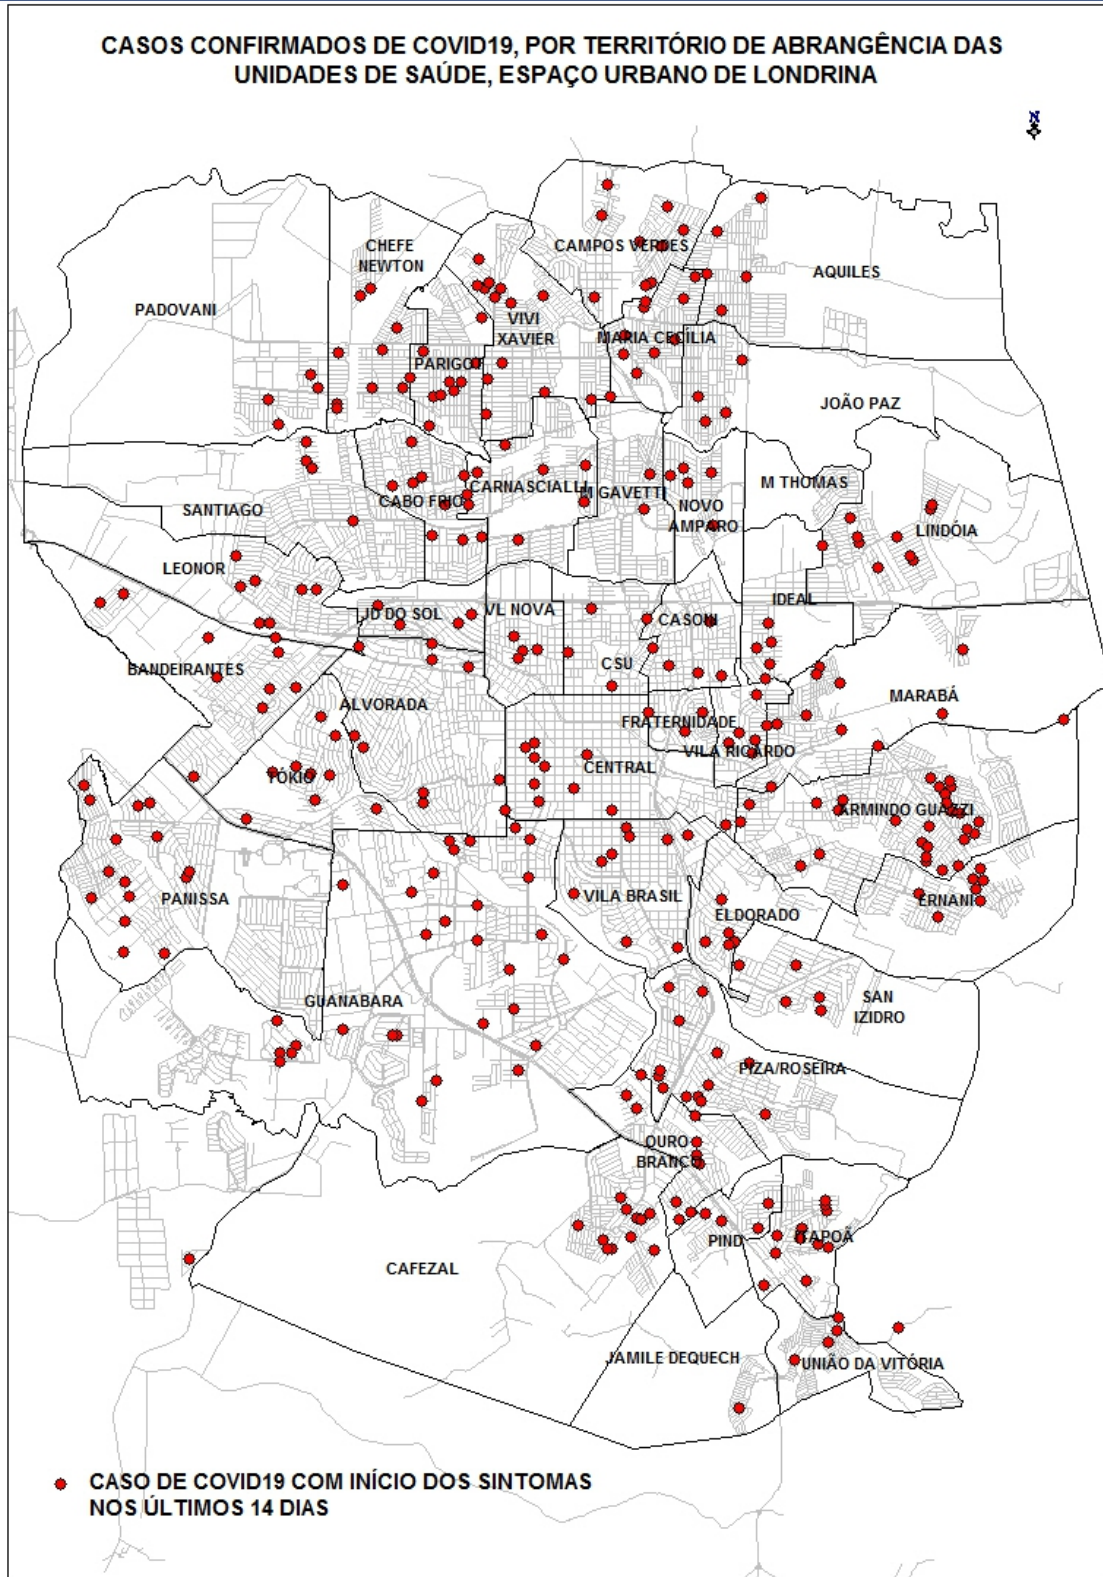 CASOS CONFIRMADOS DE COVID19, POR TERRITÓRIO DE ABRANGÊNCIA DAS
UNIDADES DE SAÚDE, ESPAÇO URBANO DE LONDRINA
N
CHEFE
NEWTON
CAMPOS VERDES
AQUILES
PADOVANI
VIVI
XAVIER
MARIA CECÍLIA
PARIGOT
JOÃO PAZ
M THOMAS
CARNASCIALLI
M GAVETTI
CABO FRIO
NOVO
AMPARO
SANTIAGO
LINDÓIA
LEONOR
IDEAL
JD DO SOL
VL NOVA
CASONI
CSU
BANDEIRANTES
MARABÁ
ALVORADA
FRATERNIDADE
VILA RICARDO
CENTRAL
TÓKIO
ARMINDO GUAZZI
PANISSA
VILA BRASIL
ERNANI
ELDORADO
GUANABARA
SAN
IZIDRO
PIZA/ROSEIRA
OURO
BRANCO
PIND
ITAPOÃ
CAFEZAL
JAMILE DEQUECH
UNIÃO DA VITÓRIA
CASO DE COVID19 COM INÍCIO DOS SINTOMAS
NOS ÚLTIMOS 14 DIAS